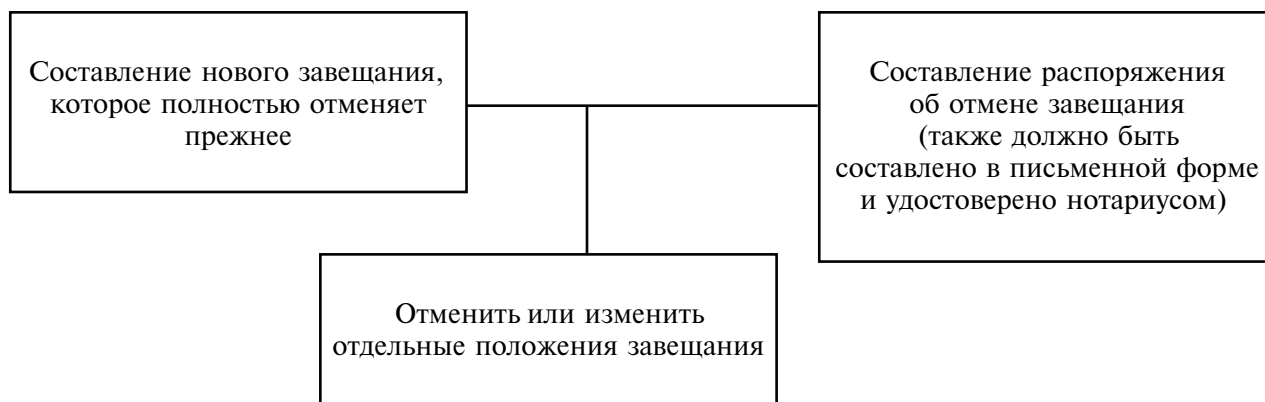 Составление нового завещания,
которое полностью отменяет
прежнее
Составление распоряжения
об отмене завещания
(также должно быть
составлено в письменной форме
и удостоверено нотариусом)
Отменить или изменить
отдельные положения завещания